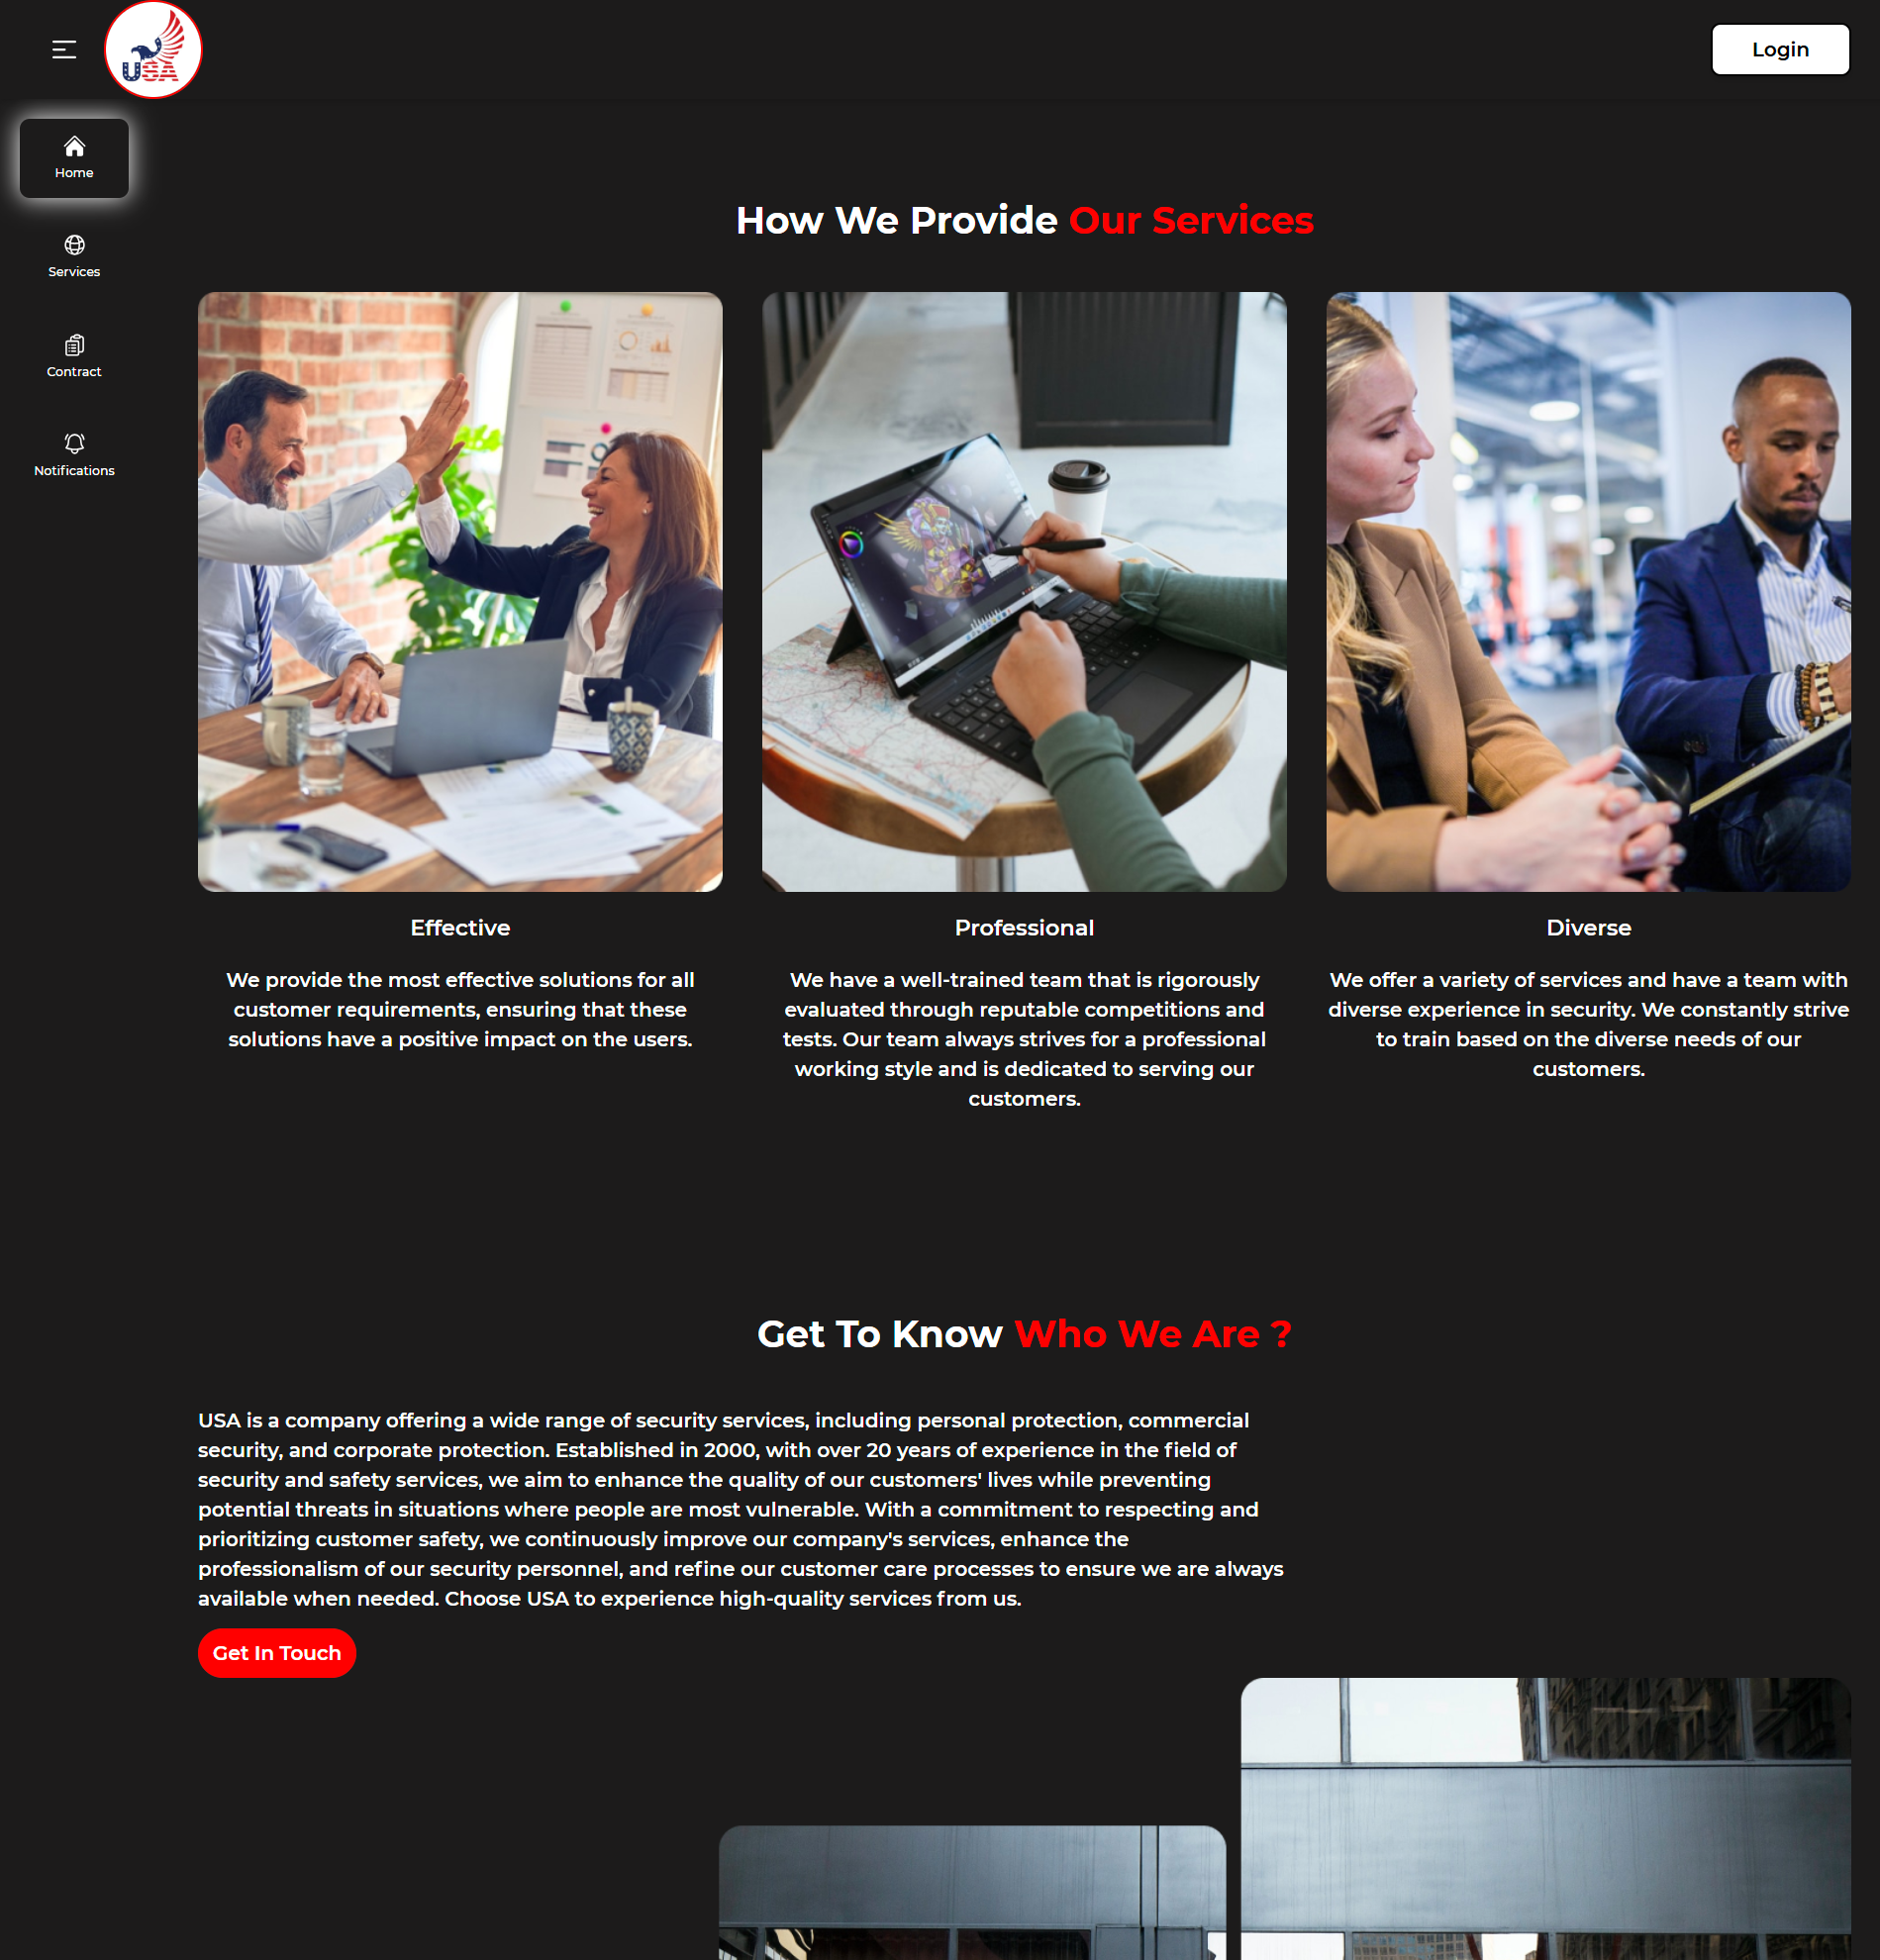 USA
Login
Home
Services
Contract
Notifications
How We Provide Our Services
Effective
We provide the most effective solutions for all
customer requirements, ensuring that these
solutions have a positive impact on the users.
Professional
We have a well-trained team that is rigorously
evaluated through reputable competitions and
tests. Our team always strives for a professional
working style and is dedicated to serving our
customers.
Diverse
We offer a variety of services and have a team with
diverse experience in security. We constantly strive
to train based on the diverse needs of our
customers.
Get To Know Who We Are ?
USA is a company offering a wide range of security services, including personal protection, commercial
security, and corporate protection. Established in 2000, with over 20 years of experience in the field of
security and safety services, we aim to enhance the quality of our customers' lives while preventing
potential threats in situations where people are most vulnerable. With a commitment to respecting and
prioritizing customer safety, we continuously improve our company's services, enhance the
professionalism of our security personnel, and refine our customer care processes to ensure we are always
available when needed. Choose USA to experience high-quality services from us.
Get In Touch